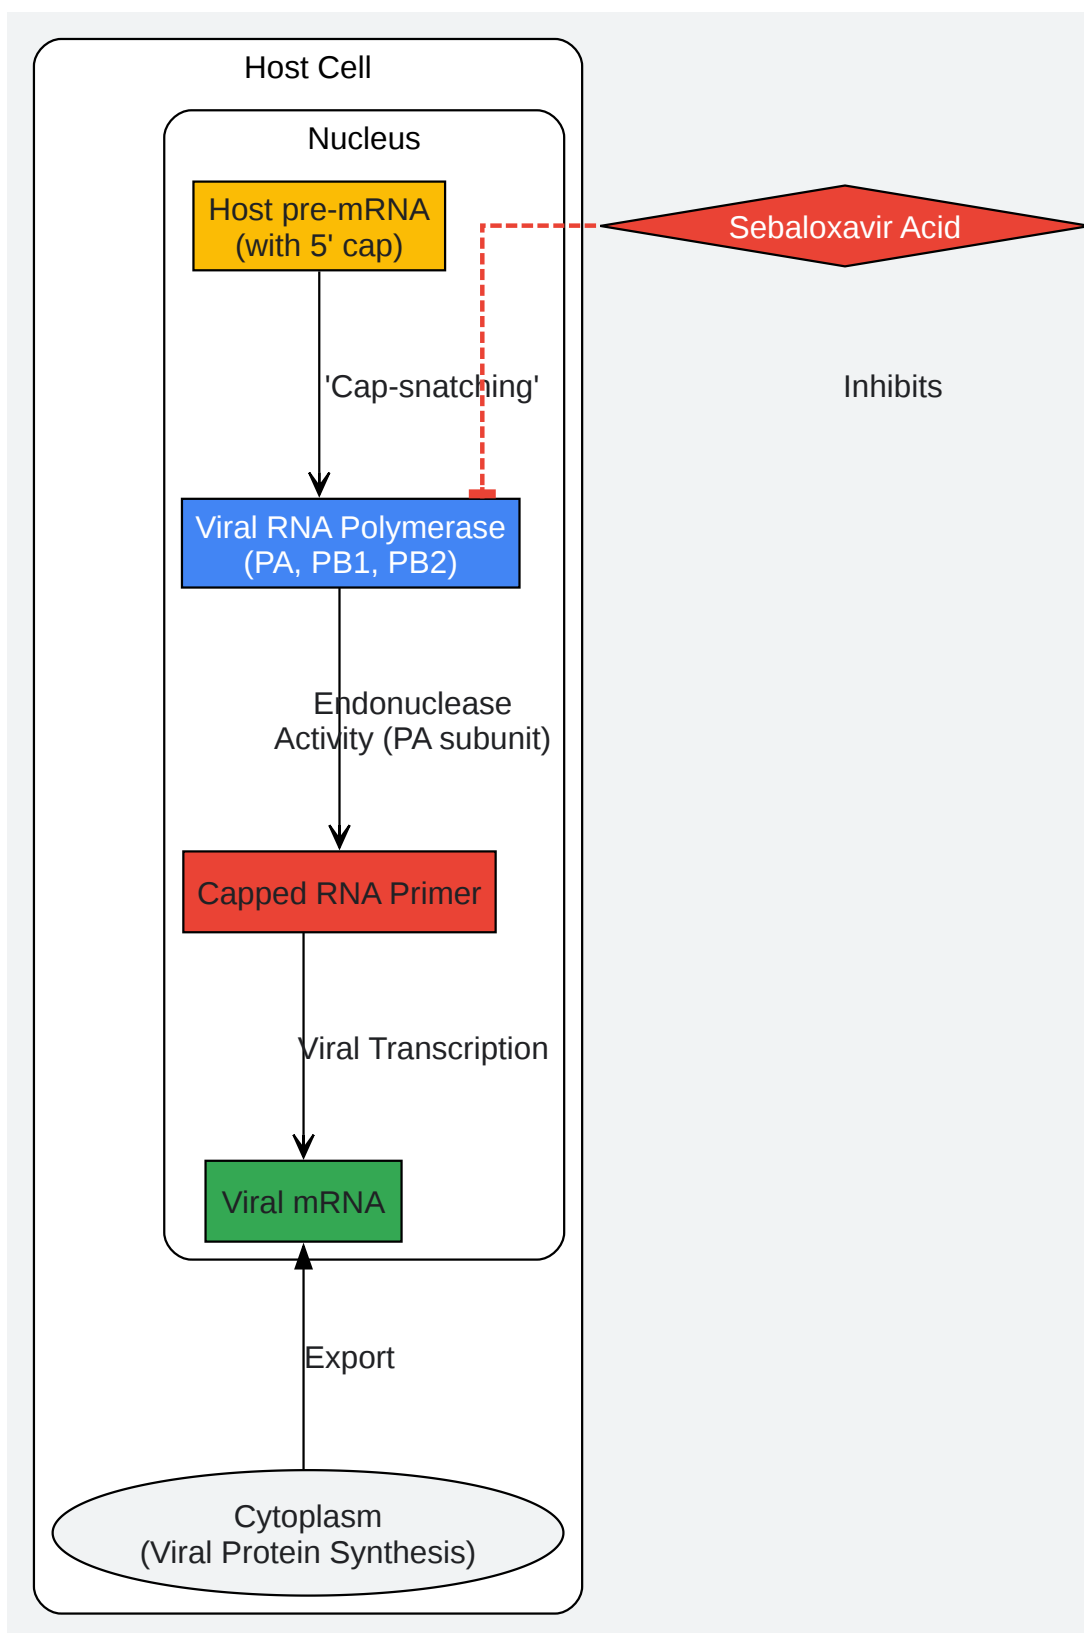 Host Cell
Nucleus
Host pre-mRNA
(with 5' cap)
Sebaloxavir Acid
'Cap-snatching'
Inhibits
Viral RNA Polymerase
(PA, PB1, PB2)
Endonuclease
Activity (PA subunit)
Capped RNA Primer
Viral Transcription
Viral mRNA
Export
Cytoplasm
(Viral Protein Synthesis)